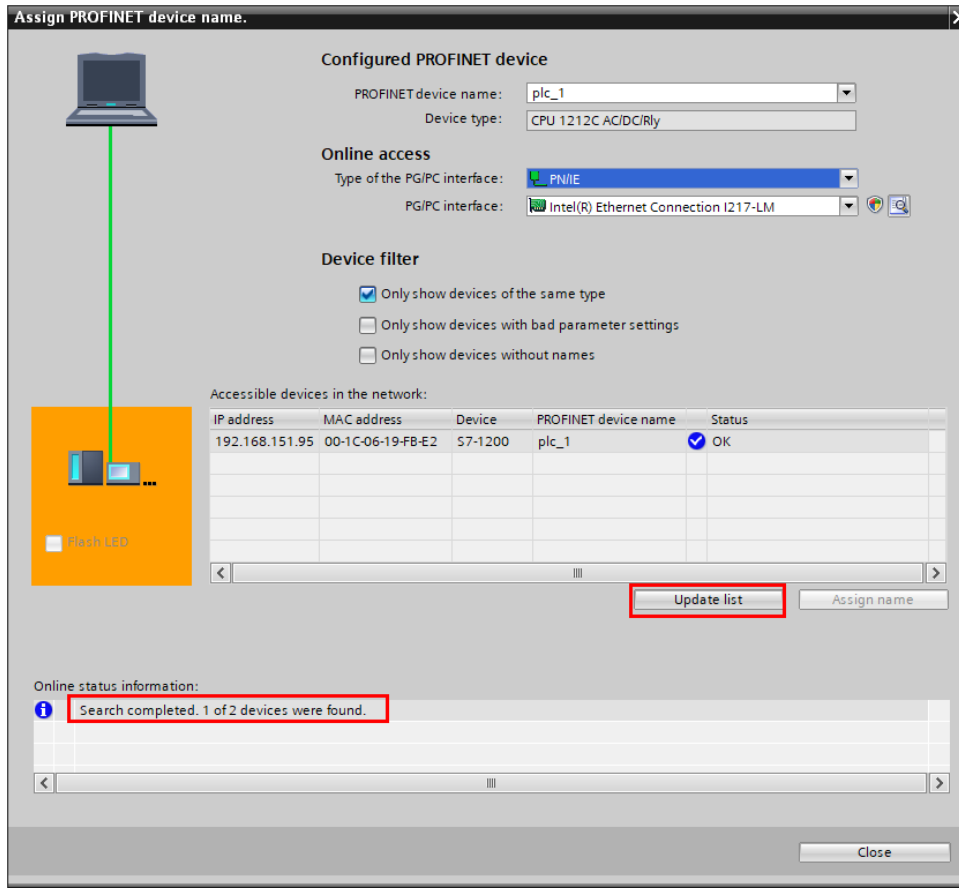 Assign PROFINET device name.
Configured PROFINET device
PROFINET device name: plc_1
Device type: CPU 1212C AC/DC/Rly
Online access
Type of the PG/PC interface: PN/IE
PG/PC interface: Intel(R) Ethernet Connection I217-LM
Device filter
Only show devices of the same type
Only show devices with bad parameter settings
Only show devices without names
Accessible devices in the network:
IP address MAC address Device PROFINET device name Status
192.168.151.95 00-1C-06-19-FB-E2 S7-1200 plc_1 OK
Flash LED
Update list Assign name
Online status information:
Search completed. 1 of 2 devices were found.
Close